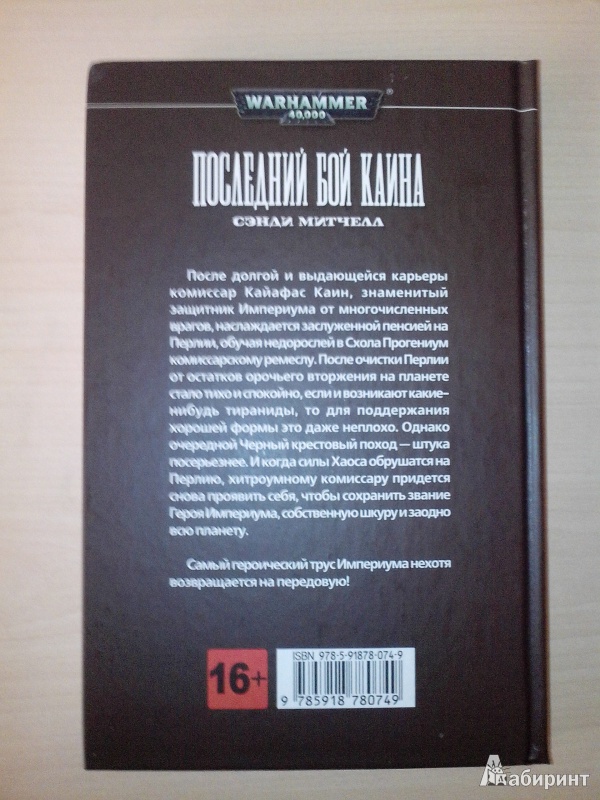 WARHAMMER®
40,000
ПОСЛЕДНИЙ БОЙ КАИНА
СЭНДИ МИТЧЕЛЛ
После долгой и выдающейся карьеры
комиссар Кайафас Каин, знаменитый
защитник Империума от многочисленных
врагов, наслаждается заслуженной пенсией на
Перлии, обучая недорослей в Схола Прогениум
комиссарскому ремеслу. После очистки Перлии
от остатков орочьего вторжения на планете
стало тихо и спокойно, если и возникают какие–
нибудь тираниды, то для поддержания
хорошей формы это даже неплохо. Однако
очередной Черный крестовый поход — штука
посерьезнее. И когда силы Хаоса обрушатся на
Перлию, хитроумному комиссару придется
снова проявить себя, чтобы сохранить звание
Героя Империума, собственную шкуру и заодно
всю планету.
Самый героический трус Империума нехотя
возвращается на передовую!
16+
ISBN 978-5-91878-074-9
9 785918 780749
Лабиринт